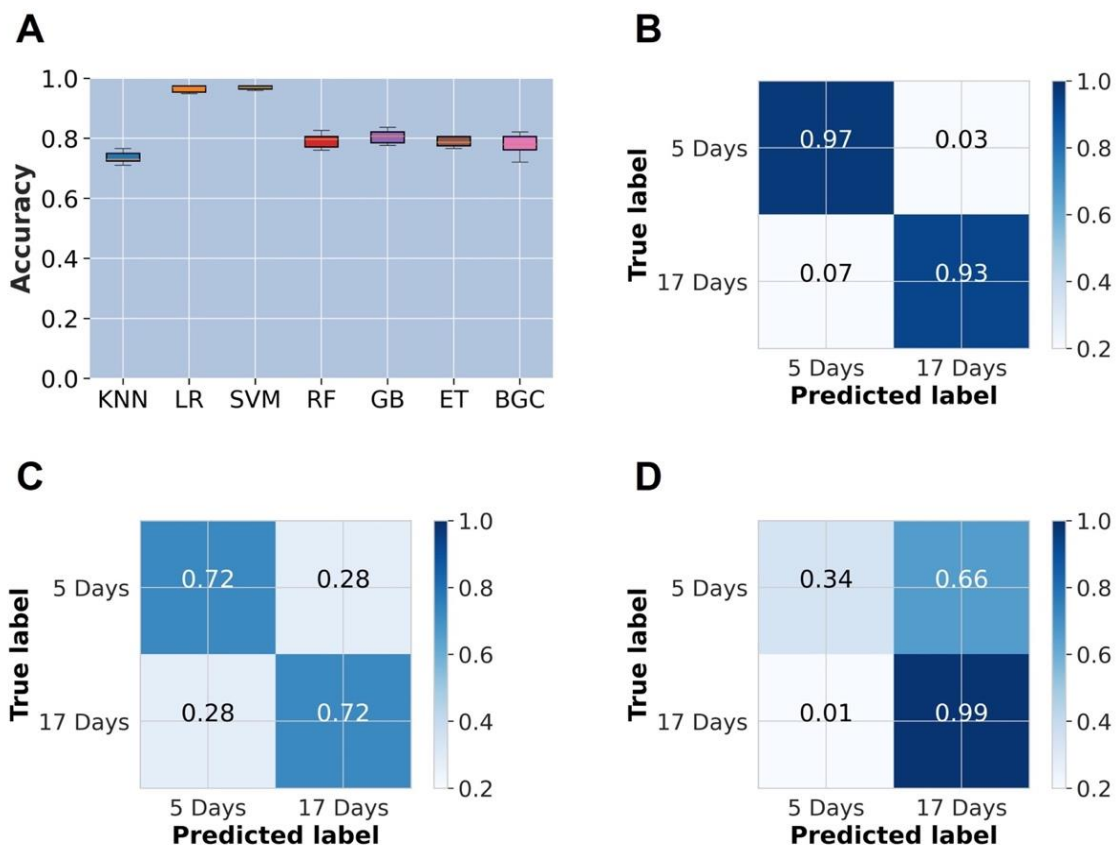 A
Accuracy
1.0
0.8
0.6
0.4
0.2
0.0
KNN LR SVM RF GB ET BGC
B
True label
5 Days
17 Days
0.97 0.03
0.07 0.93
5 Days 17 Days
Predicted label
1.0
0.8
0.6
0.4
0.2
C
True label
5 Days
17 Days
0.72 0.28
0.28 0.72
5 Days 17 Days
Predicted label
1.0
0.8
0.6
0.4
0.2
D
True label
5 Days
17 Days
0.34 0.66
0.01 0.99
5 Days 17 Days
Predicted label
1.0
0.8
0.6
0.4
0.2